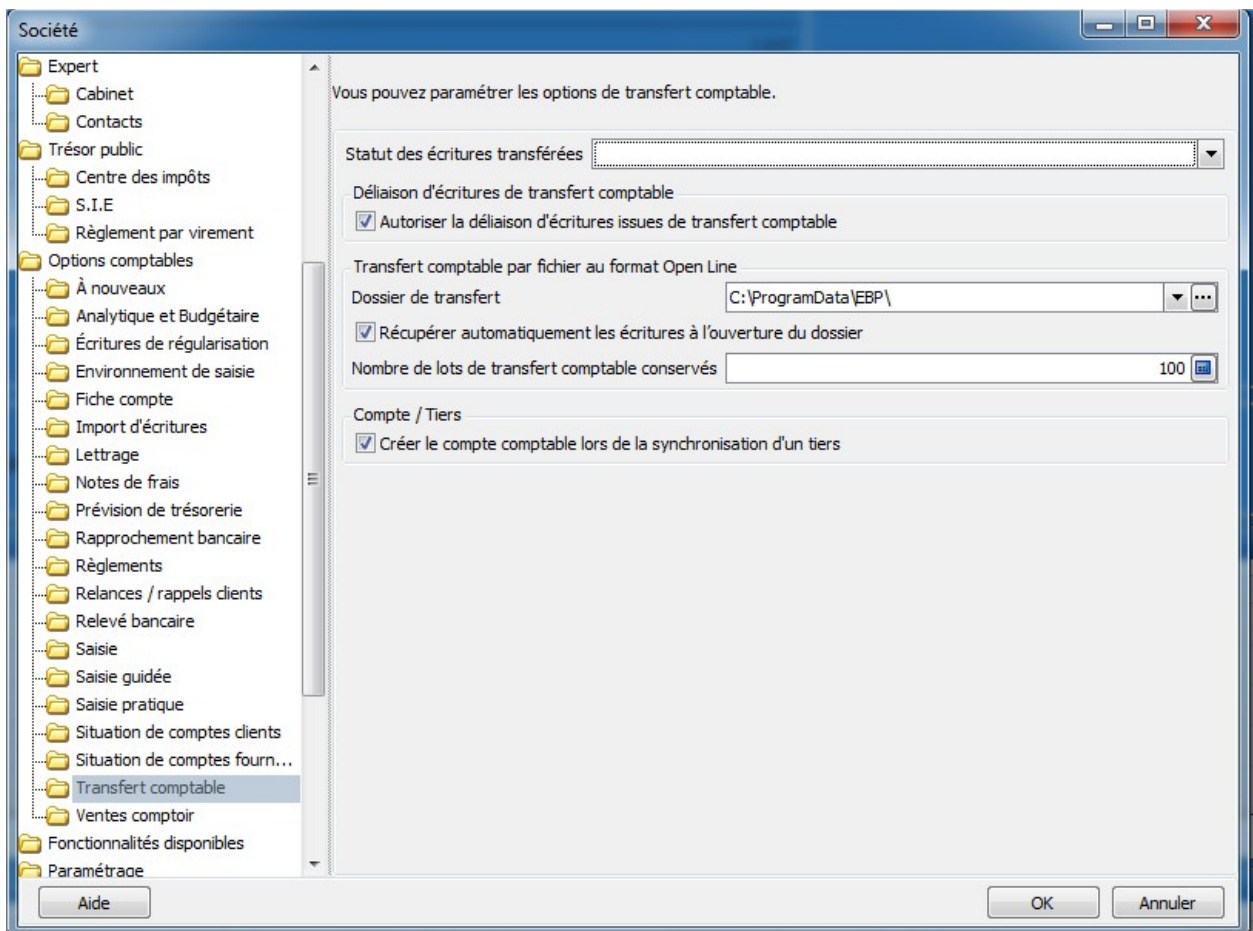 Société
Expert
Cabinet
Contacts
Trésor public
Centre des impôts
S.I.E
Règlement par virement
Options comptables
À nouveaux
Analytique et Budgétaire
Écritures de régularisation
Environnement de saisie
Fiche compte
Import d'écritures
Lettrage
Notes de frais
Prévision de trésorerie
Rapprochement bancaire
Règlements
Relances / rappels clients
Relevé bancaire
Saisie
Saisie guidée
Saisie pratique
Situation de comptes clients
Situation de comptes fourn...
Transfert comptable
Ventes comptoir
Fonctionnalités disponibles
Paramétrage
Vous pouvez paramétrer les options de transfert comptable.
Statut des écritures transférées
Déliaison d'écritures de transfert comptable
Autoriser la déliaison d'écritures issues de transfert comptable
Transfert comptable par fichier au format Open Line
Dossier de transfert C:\ProgramData\EBP\
Récupérer automatiquement les écritures à l'ouverture du dossier
Nombre de lots de transfert comptable conservés 100
Compte / Tiers
Créer le compte comptable lors de la synchronisation d'un tiers
Aide OK Annuler